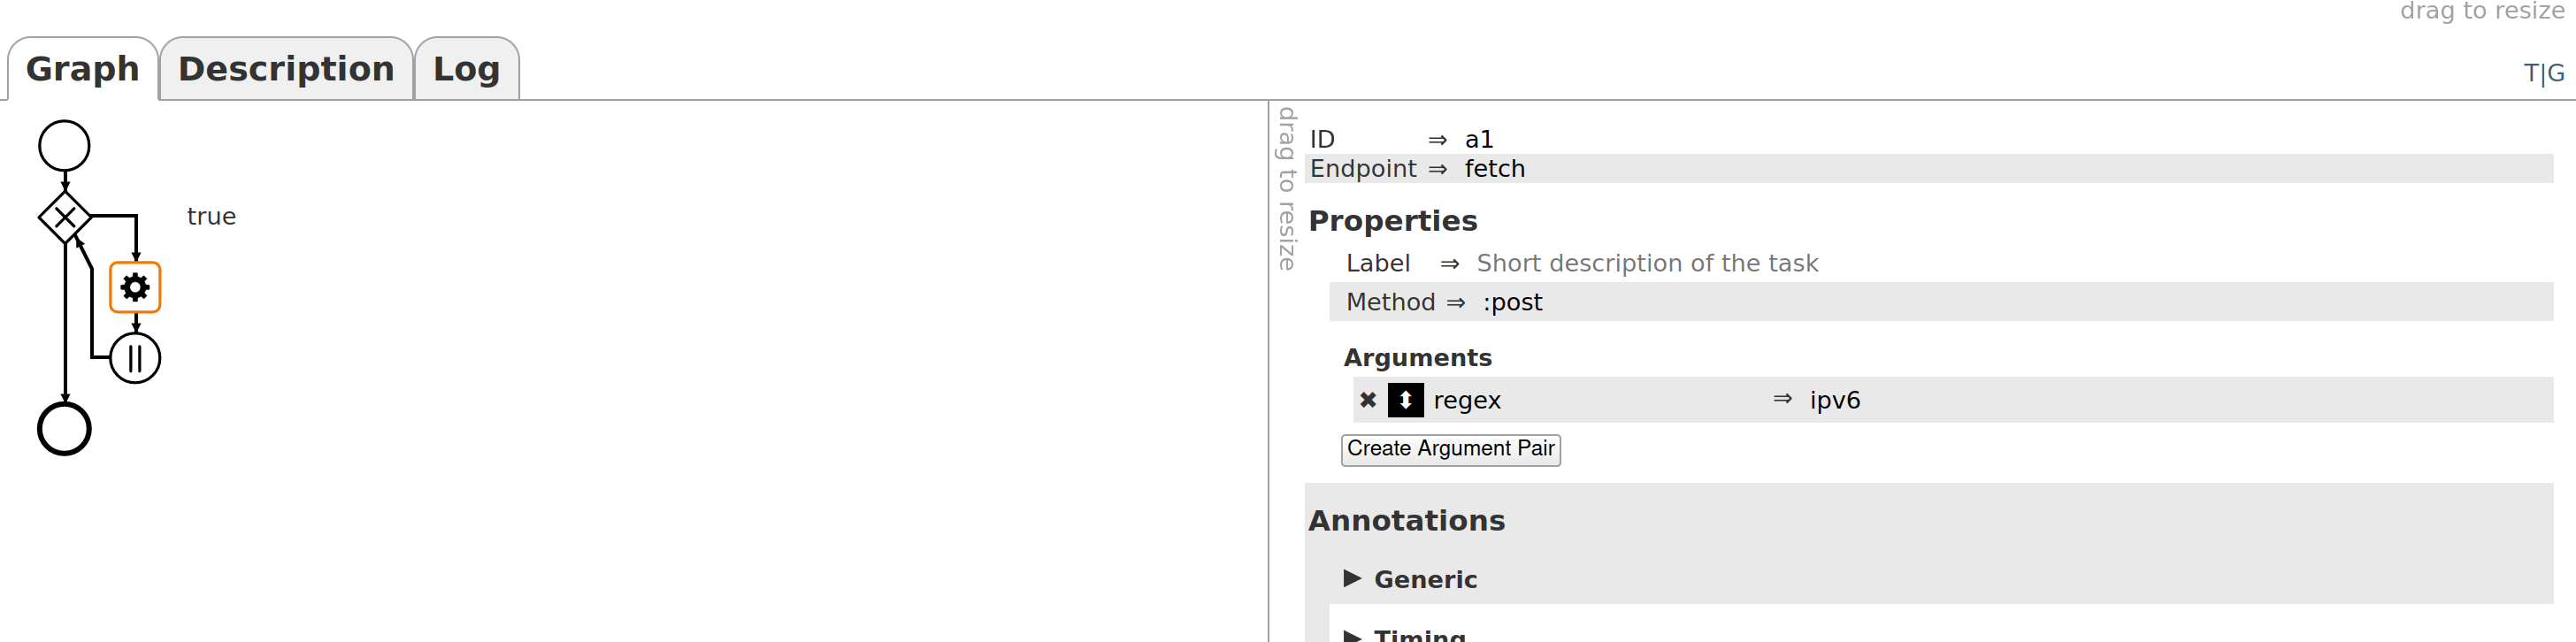 drag to resize
Graph Description Log T|G
true
drag to resize
ID ⇒ a1
Endpoint ⇒ fetch
Properties
Label ⇒ Short description of the task
Method ⇒ :post
Arguments
✖ ⬍ regex ⇒ ipv6
Create Argument Pair
Annotations
▶ Generic
▶ Timing